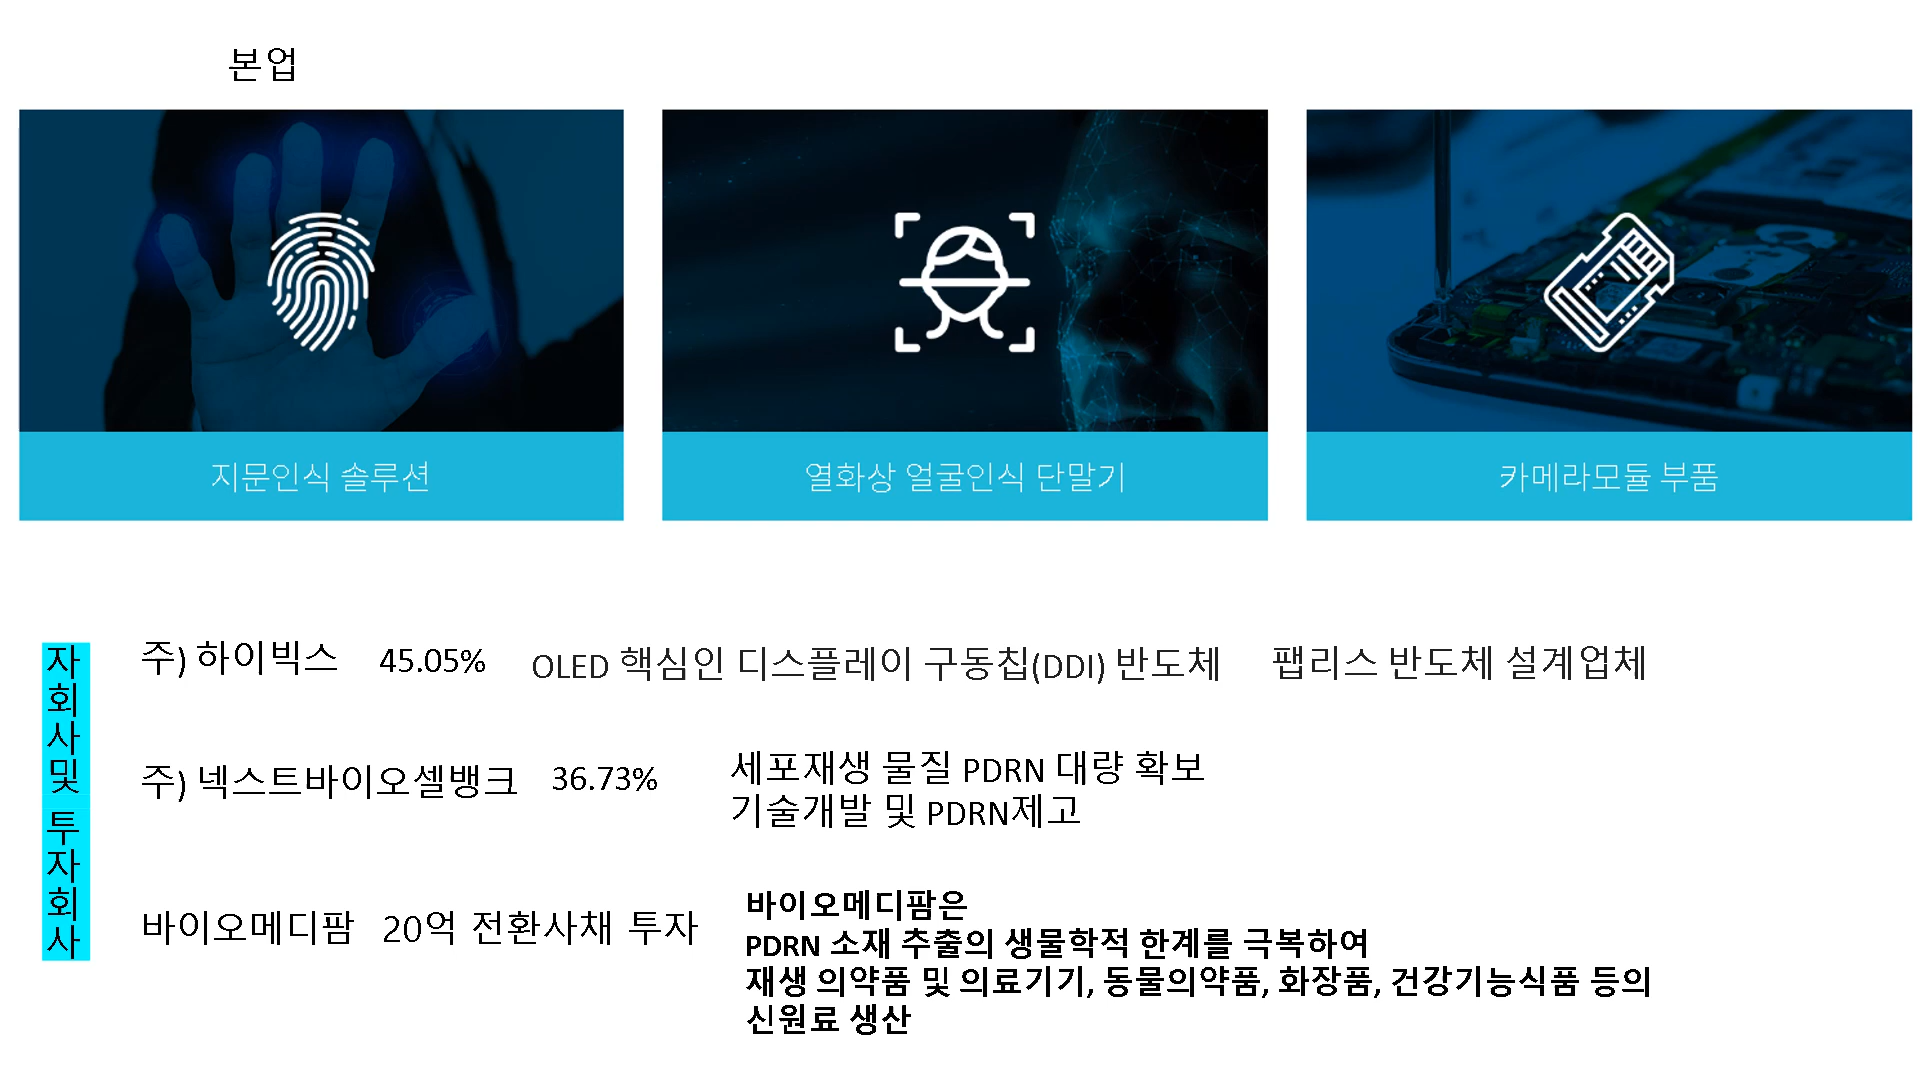 본업
지문인식 솔루션
열화상 얼굴인식 단말기
카메라모듈 부품
자회사 및 투자회사
주) 하이빅스 45.05% OLED 핵심인 디스플레이 구동칩(DDI) 반도체 팹리스 반도체 설계업체
주) 넥스트바이오셀뱅크 36.73%
세포재생 물질 PDRN 대량 확보
기술개발 및 PDRN제고
바이오메디팜 20억 전환사채 투자
바이오메디팜은
PDRN 소재 추출의 생물학적 한계를 극복하여
재생 의약품 및 의료기기, 동물의약품, 화장품, 건강기능식품 등의
신원료 생산